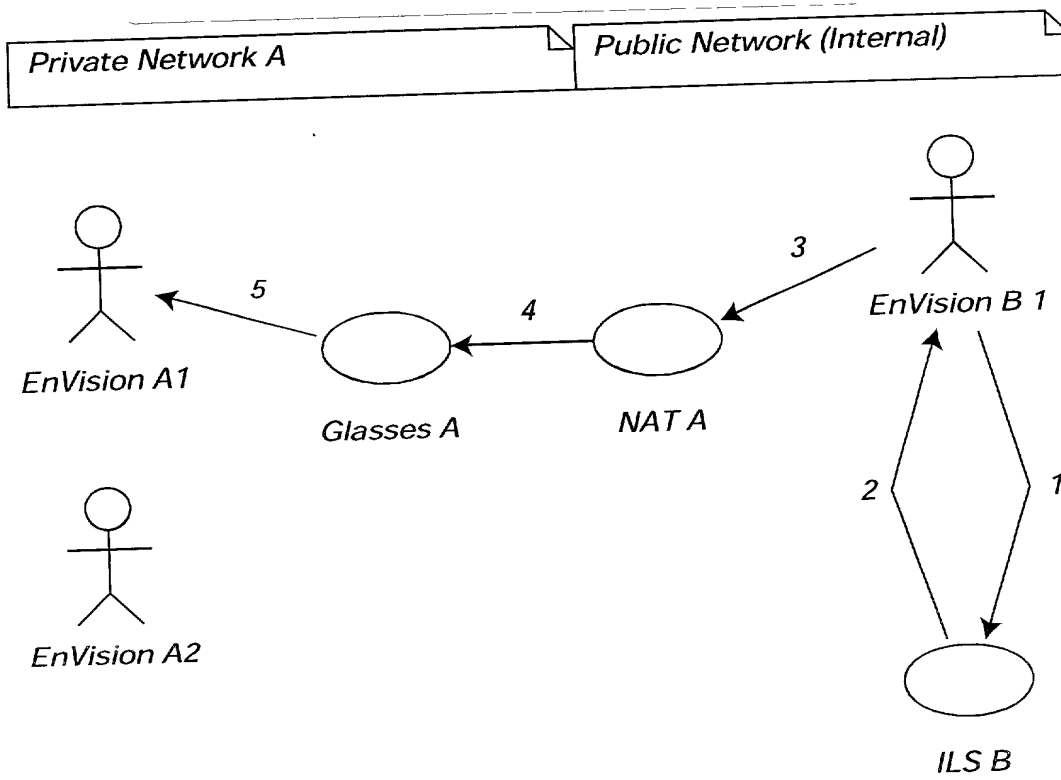 Private Network A
Public Network (Internal)
3
5
4
EnVision B 1
EnVision A1
Glasses A
NAT A
2
1
EnVision A2
ILS B